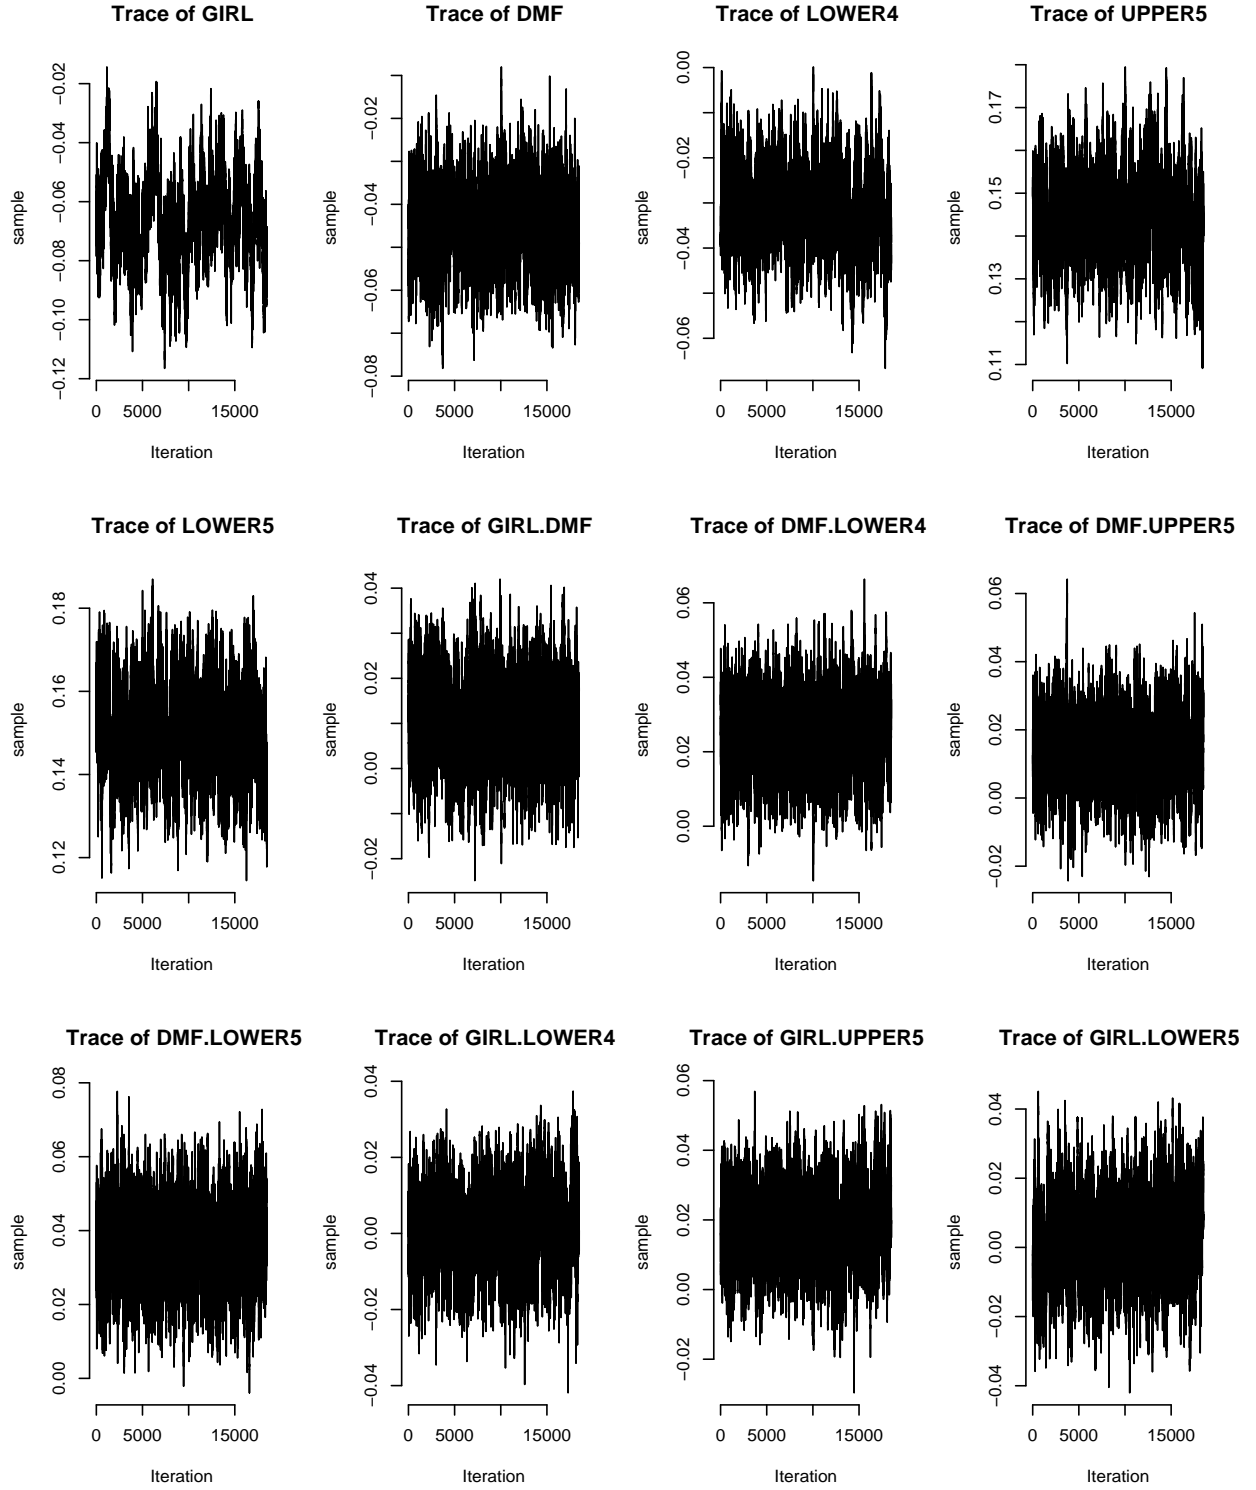 Trace of GIRL
sample
−0.12 −0.10 −0.08 −0.06 −0.04 −0.02
0 5000 15000
Iteration
Trace of DMF
sample
−0.08 −0.06 −0.04 −0.02
0 5000 15000
Iteration
Trace of LOWER4
sample
−0.06 −0.04 −0.02 0.00
0 5000 15000
Iteration
Trace of UPPER5
sample
0.11 0.13 0.15 0.17
0 5000 15000
Iteration
Trace of LOWER5
sample
0.12 0.14 0.16 0.18
0 5000 15000
Iteration
Trace of GIRL.DMF
sample
−0.02 0.00 0.02 0.04
0 5000 15000
Iteration
Trace of DMF.LOWER4
sample
0.00 0.02 0.04 0.06
0 5000 15000
Iteration
Trace of DMF.UPPER5
sample
−0.02 0.00 0.02 0.04 0.06
0 5000 15000
Iteration
Trace of DMF.LOWER5
sample
0.00 0.02 0.04 0.06 0.08
0 5000 15000
Iteration
Trace of GIRL.LOWER4
sample
−0.04 −0.02 0.00 0.02 0.04
0 5000 15000
Iteration
Trace of GIRL.UPPER5
sample
−0.02 0.00 0.02 0.04 0.06
0 5000 15000
Iteration
Trace of GIRL.LOWER5
sample
−0.04 −0.02 0.00 0.02 0.04
0 5000 15000
Iteration